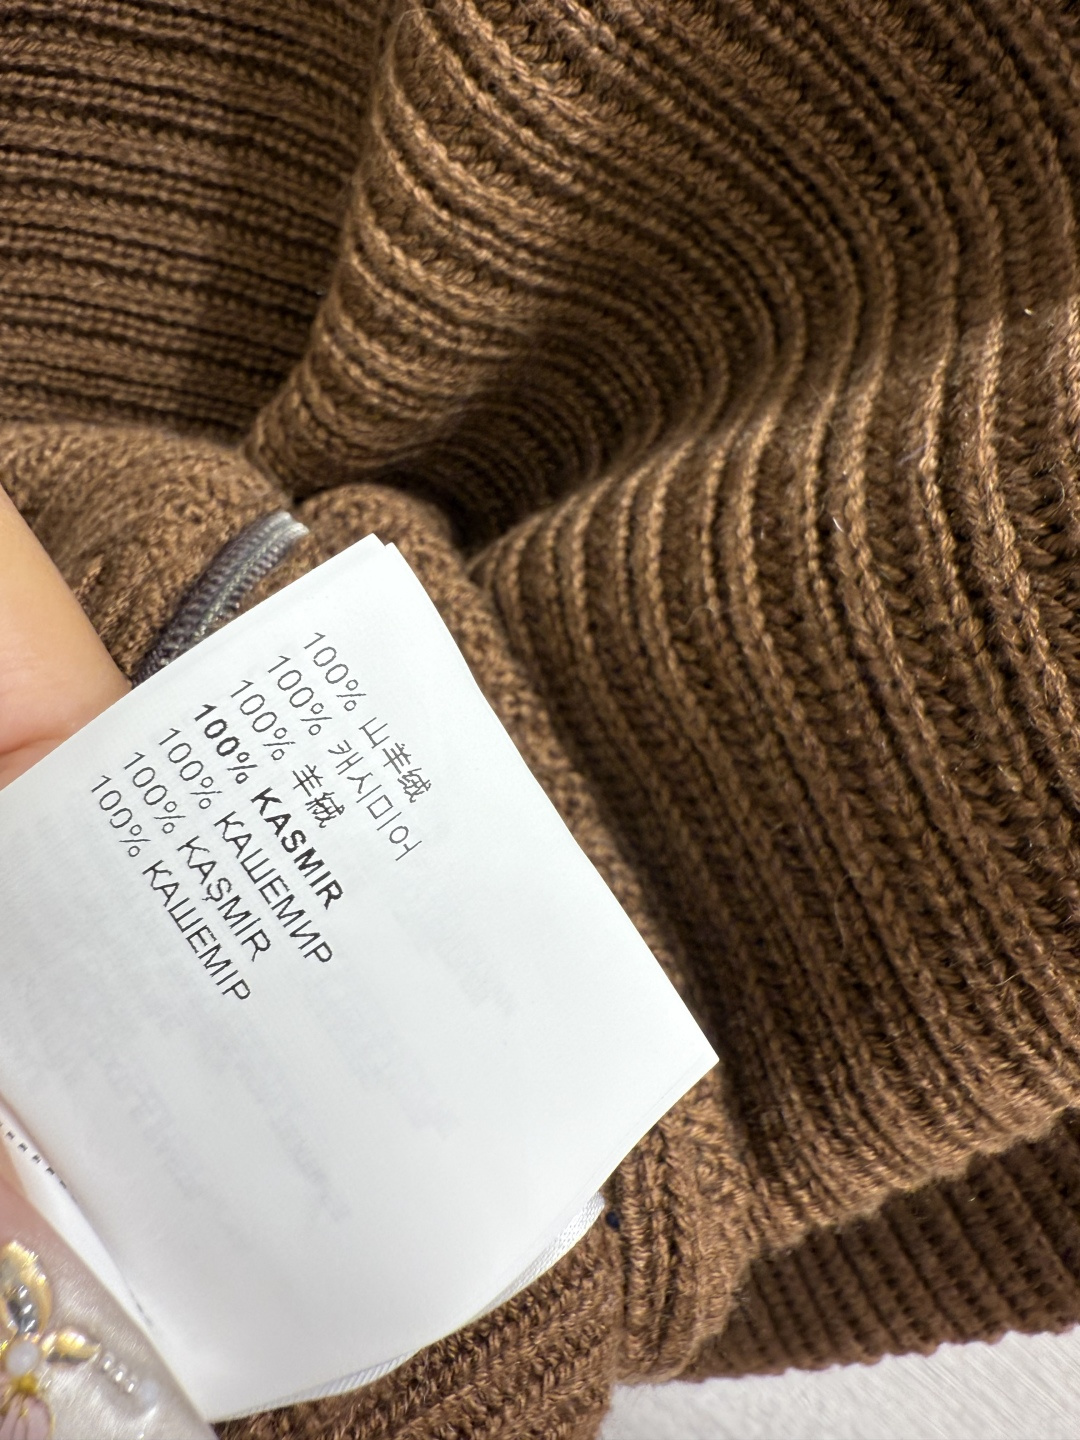 100% 山羊绒
100% 캐시미어
100% 羊絨
100% KASMIR
100% КАШЕМИР
100% KAŞMİR
100% КАШЕМІР